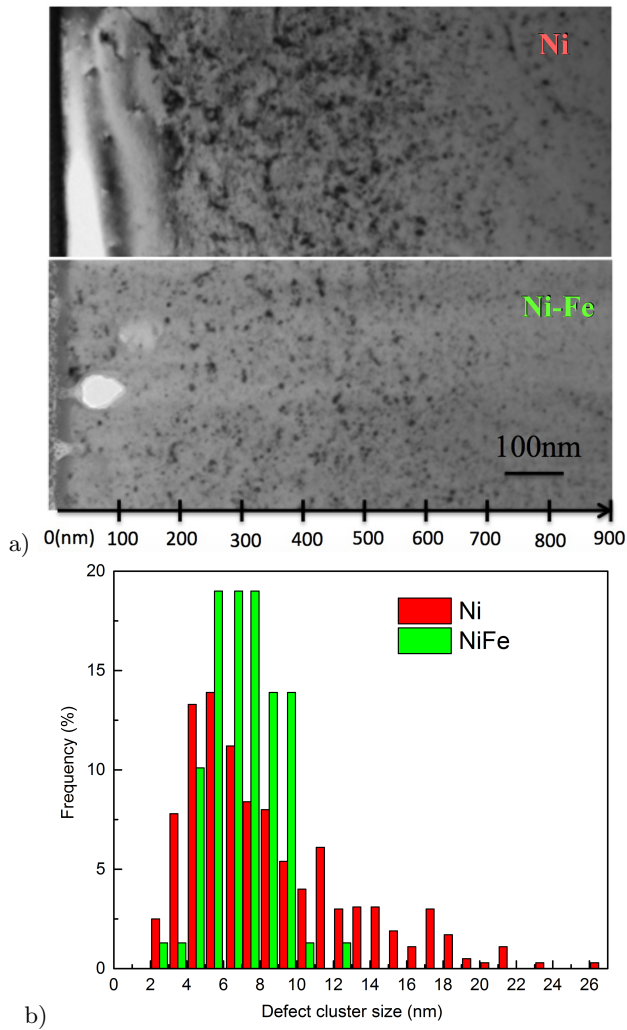 Ni
Ni-Fe
100nm
a)
0(nm) 100 200 300 400 500 600 700 800 900
20
15
10
5
0
Frequency (%)
Ni
NiFe
0 2 4 6 8 10 12 14 16 18 20 22 24 26
Defect cluster size (nm)
b)